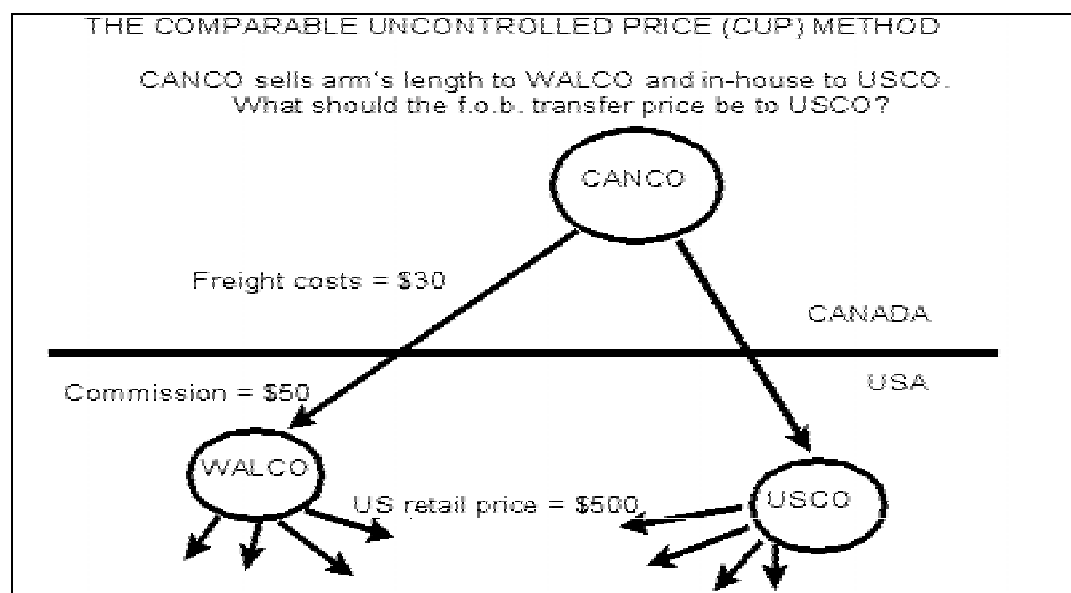 THE COMPARABLE UNCONTROLLED PRICE (CUP) METHOD
CANCO sells arm's length to WALCO and in-house to USCO.
What should the f.o.b. transfer price be to USCO?
CANCO
Freight costs = $30
CANADA
USA
Commission = $50
WALCO
US retail price = $500
USCO